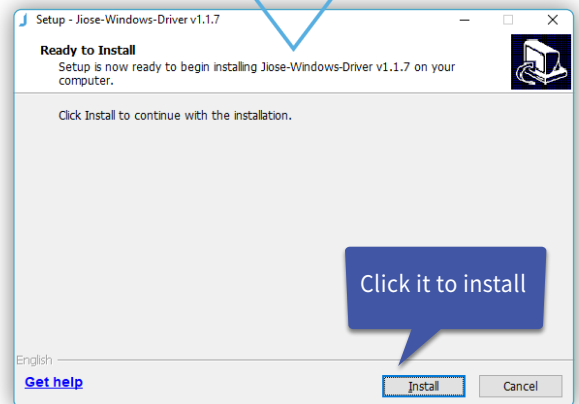 Setup - Jiose-Windows-Driver v1.1.7
Ready to Install
Setup is now ready to begin installing Jiose-Windows-Driver v1.1.7 on your
computer.
Click Install to continue with the installation.
Click it to install
English
Get help
Install
Cancel